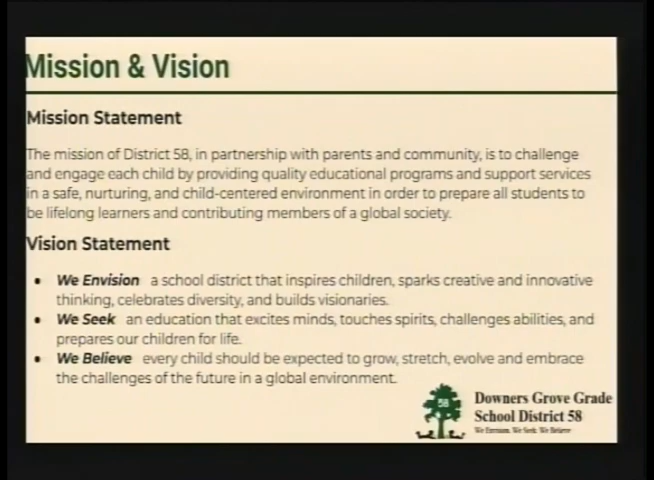 Mission & Vision
Mission Statement
The mission of District 58, in partnership with parents and community, is to challenge
and engage each child by providing quality educational programs and support services
in a safe, nurturing, and child-centered environment in order to prepare all students to
be lifelong learners and contributing members of a global society.
Vision Statement
• We Envision a school district that inspires children, sparks creative and innovative
thinking, celebrates diversity, and builds visionaries.
• We Seek an education that excites minds, touches spirits, challenges abilities, and
prepares our children for life.
• We Believe every child should be expected to grow, stretch, evolve and embrace
the challenges of the future in a global environment.
58
Downers Grove Grade
School District 58
We Envision. We Seek. We Believe